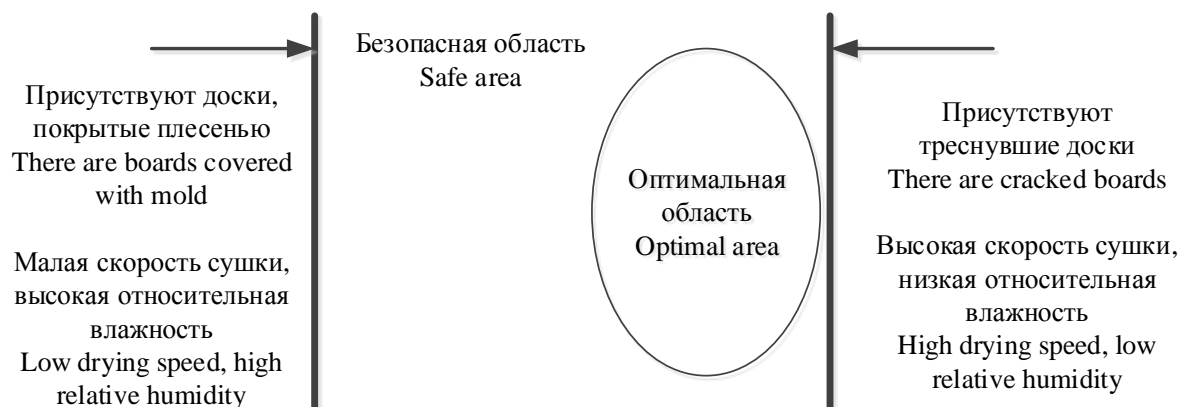 Безопасная область
Safe area
Присутствуют доски,
покрытые плесенью
There are boards covered
with mold
Малая скорость сушки,
высокая относительная
влажность
Low drying speed, high
relative humidity
Оптимальная
область
Optimal area
Присутствуют
треснувшие доски
There are cracked boards
Высокая скорость сушки,
низкая относительная
влажность
High drying speed, low
relative humidity